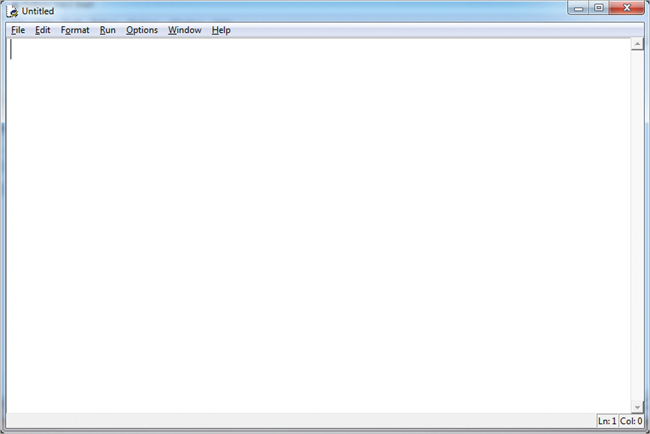 Untitled
File Edit Format Run Options Window Help
Ln: 1 Col: 0